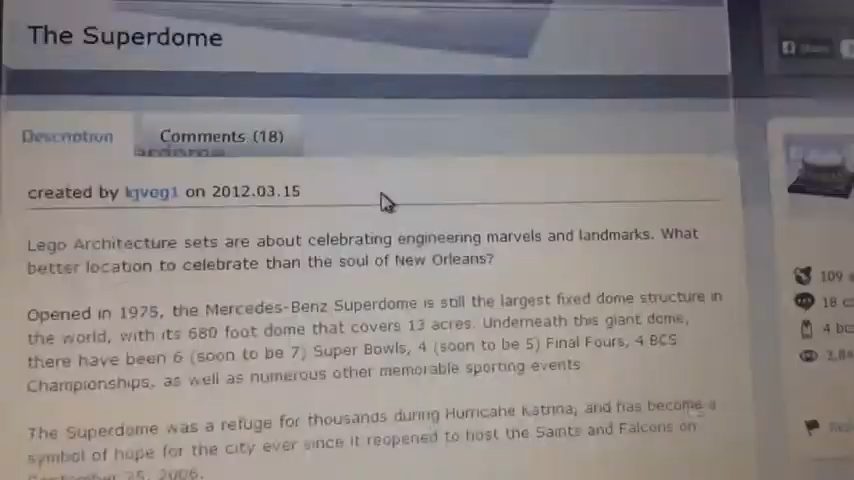 The Superdome
Share
Description Comments (18)
created by lgveg1 on 2012.03.15
Lego Architecture sets are about celebrating engineering marvels and landmarks. What
better location to celebrate than the soul of New Orleans?
Opened in 1975, the Mercedes-Benz Superdome is still the largest fixed dome structure in
the world, with its 680 foot dome that covers 13 acres. Underneath this giant dome,
there have been 6 (soon to be 7) Super Bowls, 4 (soon to be 5) Final Fours, 4 BCS
Championships, as well as numerous other memorable sporting events
The Superdome was a refuge for thousands during Hurricane Katrina, and has become a
symbol of hope for the city ever since it reopened to host the Saints and Falcons on
September 25, 2006.
109
18
4